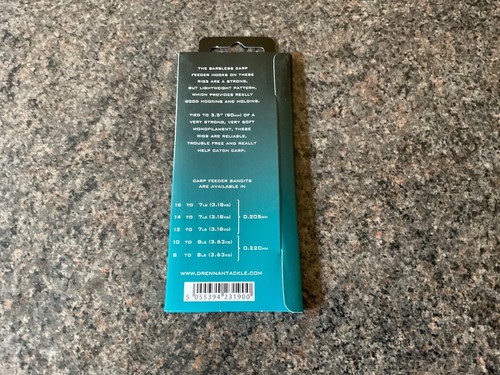 THE BARBLESS CARP
FEEDER HOOKS ON THESE
RIGS ARE A STRONG,
BUT LIGHTWEIGHT PATTERN,
WHICH PROVIDES REALLY
GOOD HOOKING AND HOLDING.
TIED TO 3.5" (90mm) OF A
VERY STRONG, VERY SOFT
MONOFILAMENT, THESE
RIGS ARE RELIABLE,
TROUBLE FREE AND REALLY
HELP CATCH CARP.
CARP FEEDER BANDITS
ARE AVAILABLE IN
16 TO 7LB (3.18KG)
14 TO 7LB (3.18KG) 0.205mm
12 TO 7LB (3.18KG)
10 TO 8LB (3.63KG)
8 TO 8LB (3.63KG) 0.220mm
WWW.DRENNANTACKLE.COM
5 055394 231900